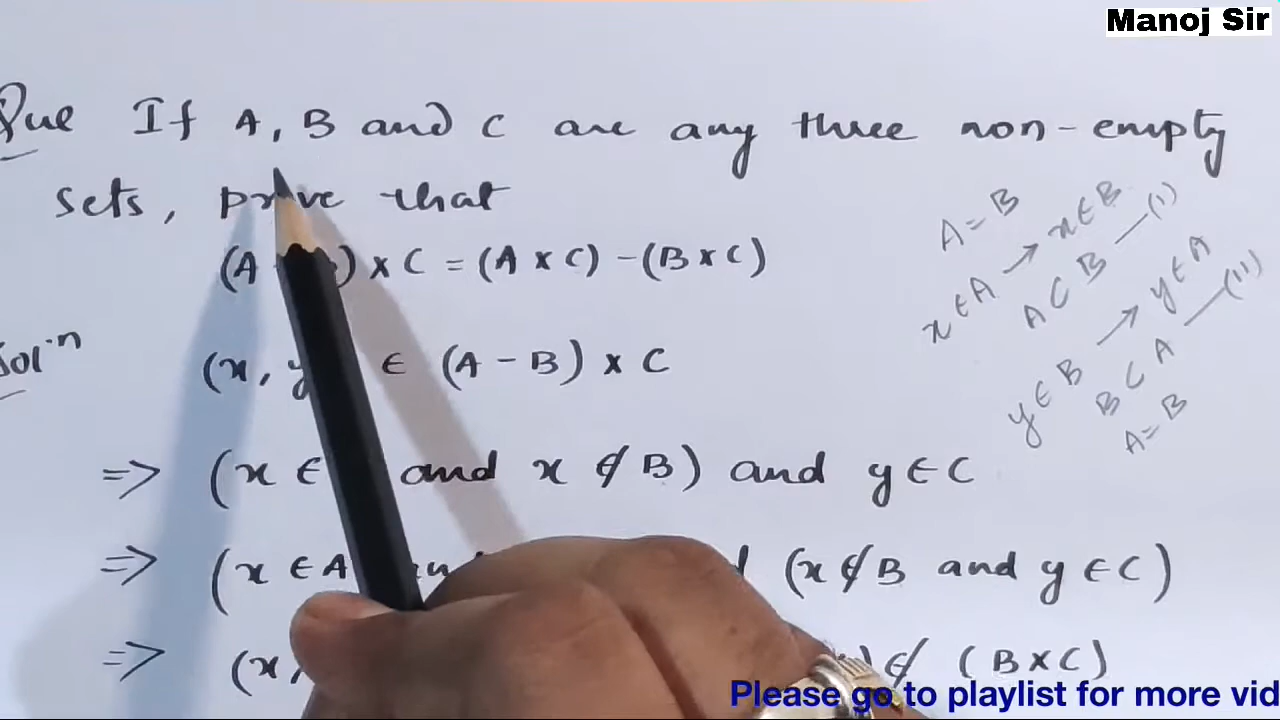 Manoj Sir
Que If A, B and C are any three non-empty
sets, prove that
(A ) × C = (A × C) - (B × C)
Sol.n
(x, y ∈ (A - B) × C
=> (x ∈ and x ∉ B) and y ∈ C
=> (x ∈ A (x ∉ B and y ∈ C)
=> (x, ) ∉ (B × C)
A = B
x ∈ A → x ∈ B
A ⊂ B — (I)
y ∈ B → y ∈ A
B ⊂ A — (II)
A = B
Please go to playlist for more vid